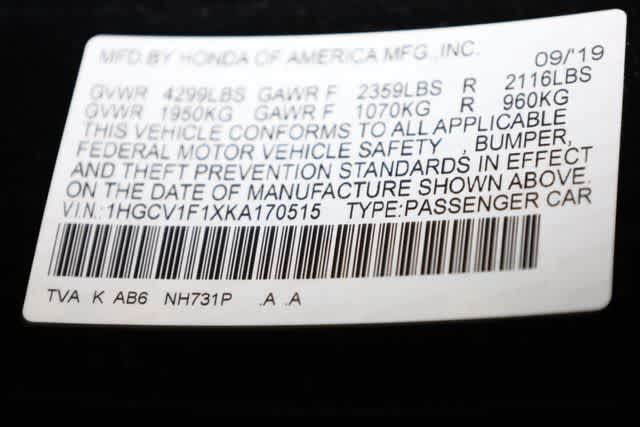 MFD.BY HONDA OF AMERICA MFG.,INC. 09/'19
GVWR 4299LBS GAWR F 2359LBS R 2116LBS
GVWR 1950KG GAWR F 1070KG R 960KG
THIS VEHICLE CONFORMS TO ALL APPLICABLE
FEDERAL MOTOR VEHICLE SAFETY , BUMPER,
AND THEFT PREVENTION STANDARDS IN EFFECT
ON THE DATE OF MANUFACTURE SHOWN ABOVE.
V.I.N.:1HGCV1F1XKA170515 TYPE:PASSENGER CAR
TVA K AB6 NH731P .A .A